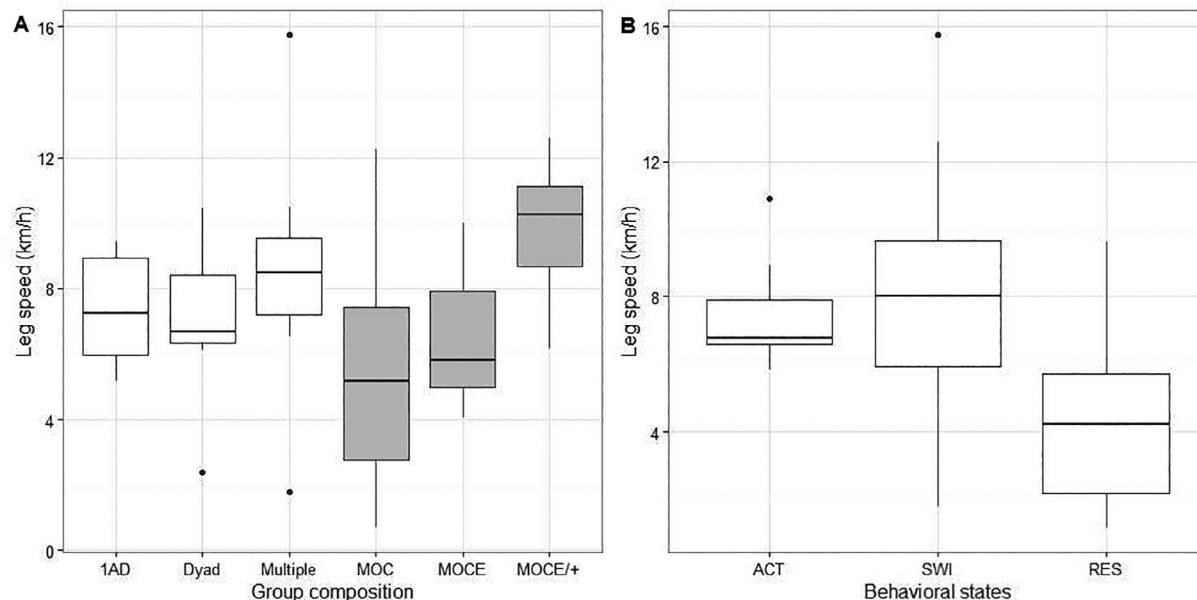 A
Leg speed (km/h)
16
12
8
4
0
1AD Dyad Multiple MOC MOCE MOCE/+
Group composition
B
Leg speed (km/h)
16
12
8
4
ACT SWI RES
Behavioral states